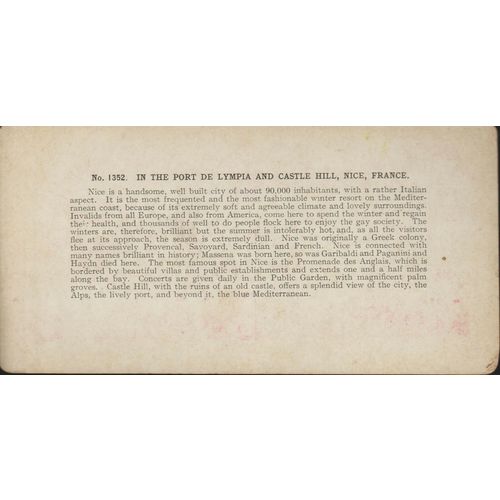 No. 1352. IN THE PORT DE LYMPIA AND CASTLE HILL, NICE, FRANCE.
Nice is a handsome, well built city of about 90,000 inhabitants, with a rather Italian
aspect. It is the most frequented and the most fashionable winter resort on the Mediter-
ranean coast, because of its extremely soft and agreeable climate and lovely surroundings.
Invalids from all Europe, and also from America, come here to spend the winter and regain
their health, and thousands of well to do people flock here to enjoy the gay society. The
winters are, therefore, brilliant but the summer is intolerably hot, and, as all the visitors
flee at its approach, the season is extremely dull. Nice was originally a Greek colony,
then successively Provencal, Savoyard, Sardinian and French. Nice is connected with
many names brilliant in history; Massena was born here, so was Garibaldi and Paganini and
Haydn died here. The most famous spot in Nice is the Promenade des Anglais, which is
bordered by beautiful villas and public establishments and extends one and a half miles
along the bay. Concerts are given daily in the Public Garden, with magnificent palm
groves. Castle Hill, with the ruins of an old castle, offers a splendid view of the city, the
Alps, the lively port, and beyond it, the blue Mediterranean.